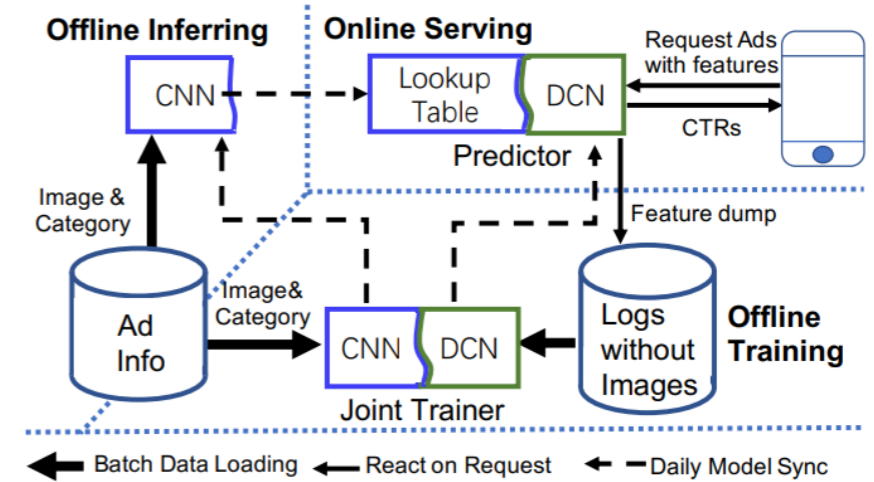 Offline Inferring
Online Serving
CNN
Lookup
Table
DCN
Request Ads
with features
CTRs
Predictor
Image &
Category
Feature dump
Ad
Info
Image&
Category
CNN
DCN
Joint Trainer
Logs
without
Images
Offline
Training
Batch Data Loading
React on Request
Daily Model Sync